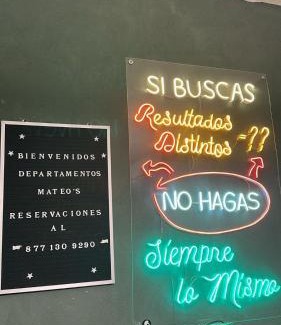 BIENVENIDOS
DEPARTAMENTOS
MATEO'S
RESERVACIONES
AL
877 130 9290
SI BUSCAS
Resultados
Distintos =??
NO HAGAS
Siempre
lo Mismo